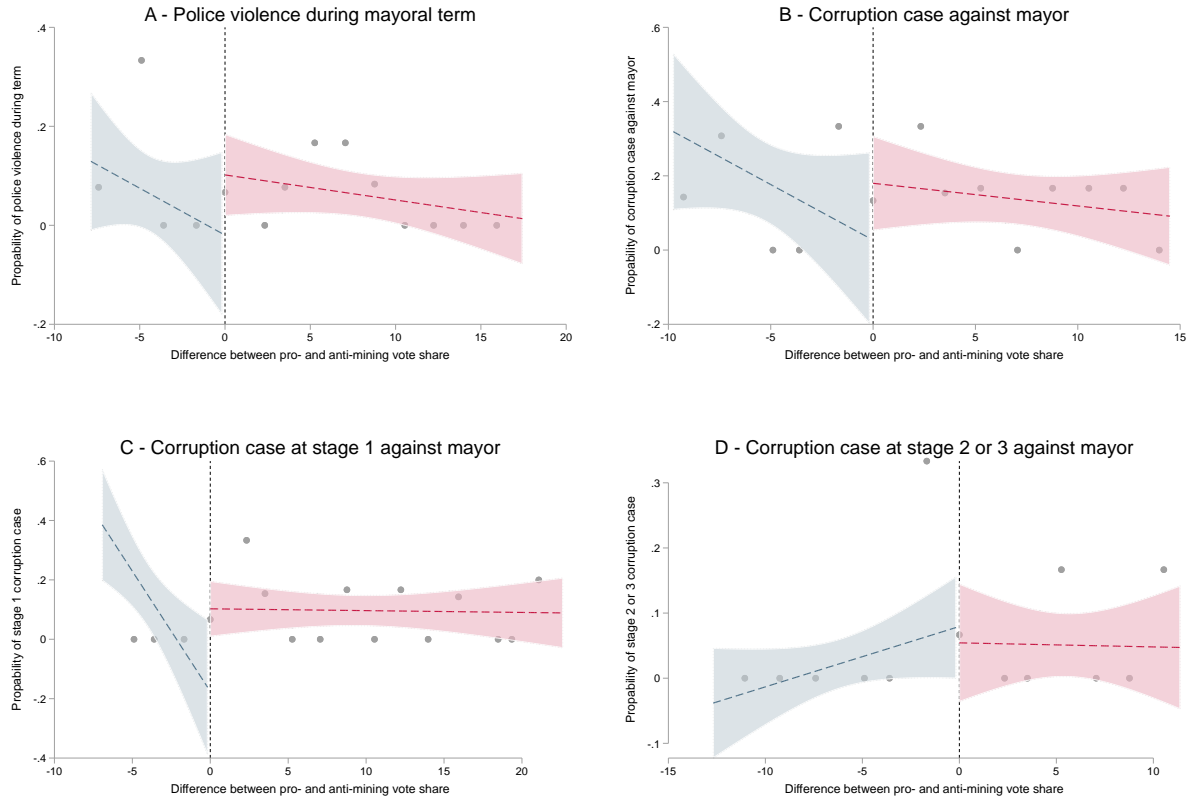 A - Police violence during mayoral term
.4
.2
0
-.2
Propability of police violence during term
-10 -5 0 5 10 15 20
Difference between pro- and anti-mining vote share
B - Corruption case against mayor
.6
.4
.2
0
-.2
Propability of corruption case against mayor
-10 -5 0 5 10 15
Difference between pro- and anti-mining vote share
C - Corruption case at stage 1 against mayor
.6
.4
.2
0
-.2
-.4
Propability of stage 1 corruption case
-10 -5 0 5 10 15 20
Difference between pro- and anti-mining vote share
D - Corruption case at stage 2 or 3 against mayor
.3
.2
.1
0
-.1
Propability of stage 2 or 3 corruption case
-15 -10 -5 0 5 10
Difference between pro- and anti-mining vote share